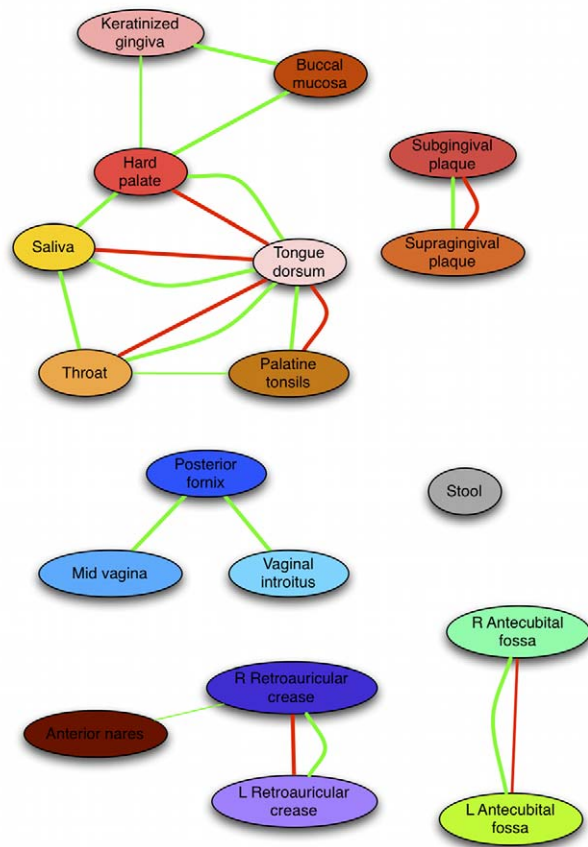 Keratinized
gingiva
Buccal
mucosa
Hard
palate
Subgingival
plaque
Saliva
Tongue
dorsum
Supragingival
plaque
Throat
Palatine
tonsils
Posterior
fornix
Stool
Mid vagina
Vaginal
introitus
R Antecubital
fossa
R Retroauricular
crease
Anterior nares
L Retroauricular
crease
L Antecubital
fossa